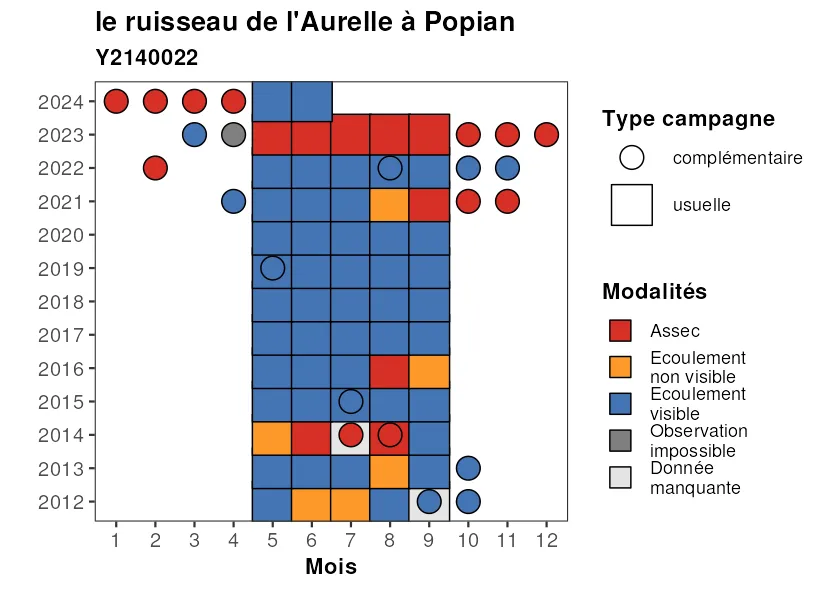 le ruisseau de l'Aurelle à Popian
Y2140022
2024
2023
2022
2021
2020
2019
2018
2017
2016
2015
2014
2013
2012
1 2 3 4 5 6 7 8 9 10 11 12
Mois
Type campagne
complémentaire
usuelle
Modalités
Assec
Ecoulement
non visible
Ecoulement
visible
Observation
impossible
Donnée
manquante